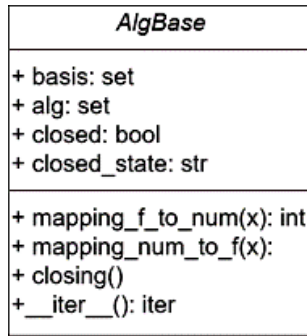 AlgBase
+ basis: set
+ alg: set
+ closed: bool
+ closed_state: str
+ mapping_f_to_num(x): int
+ mapping_num_to_f(x):
+ closing()
+__iter__(): iter